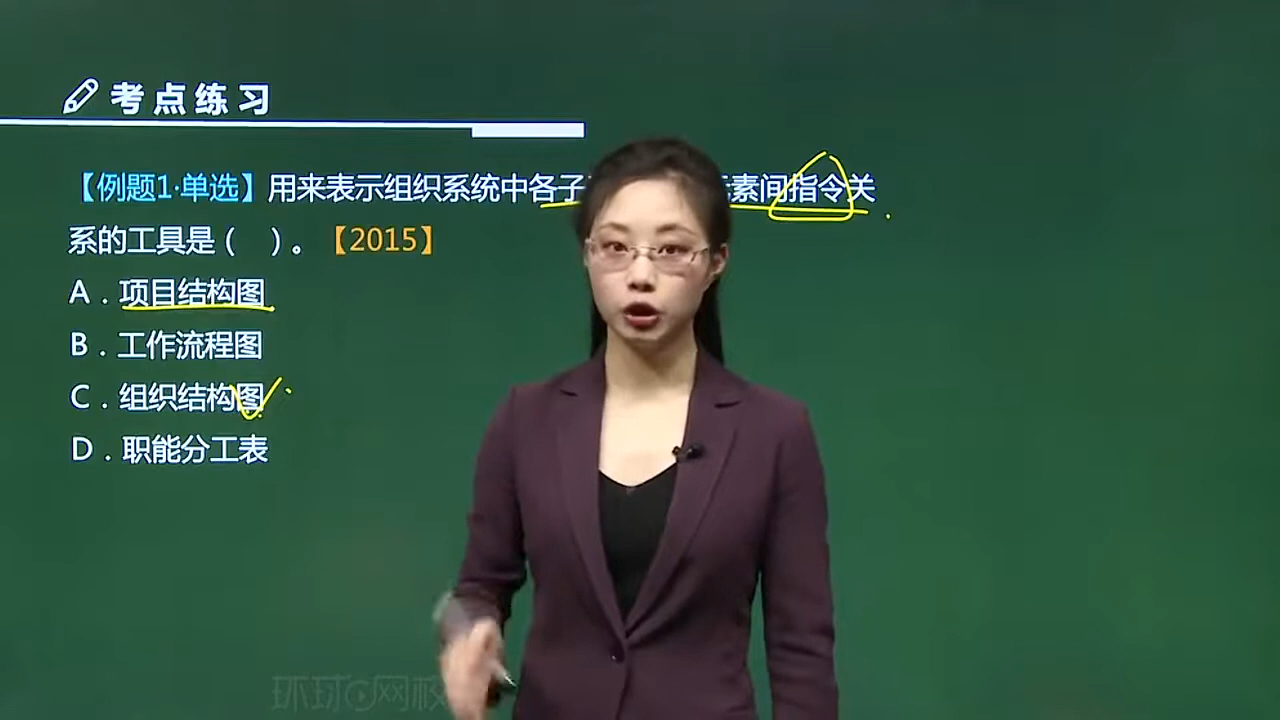 考点练习
【例题1·单选】用来表示组织系统中各子 素间指令关
系的工具是（ ）。【2015】
A．项目结构图
B．工作流程图
C．组织结构图
D．职能分工表
环球网校